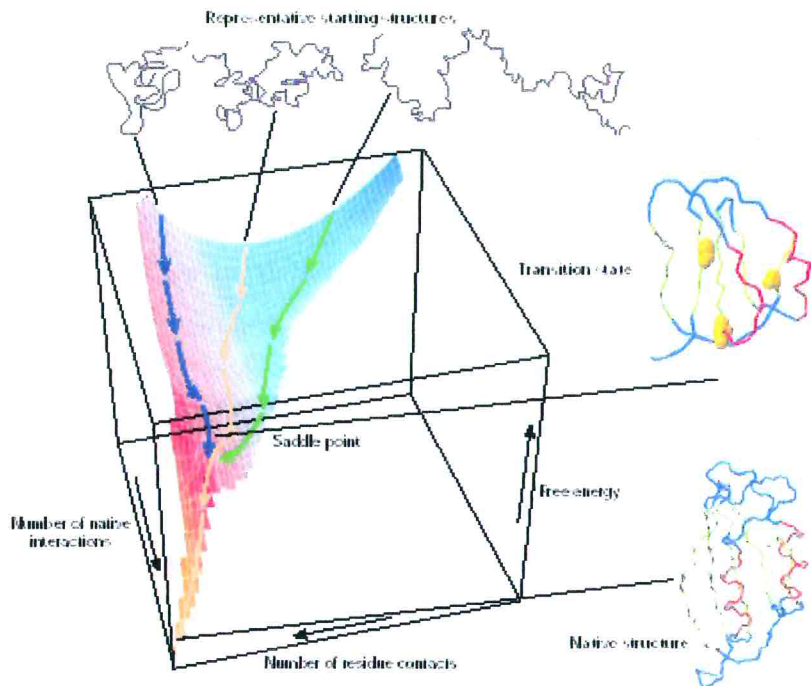 Representative starting structures
Transition state
Saddle point
Free energy
Number of native
interactions
Number of residue contacts
Native structure